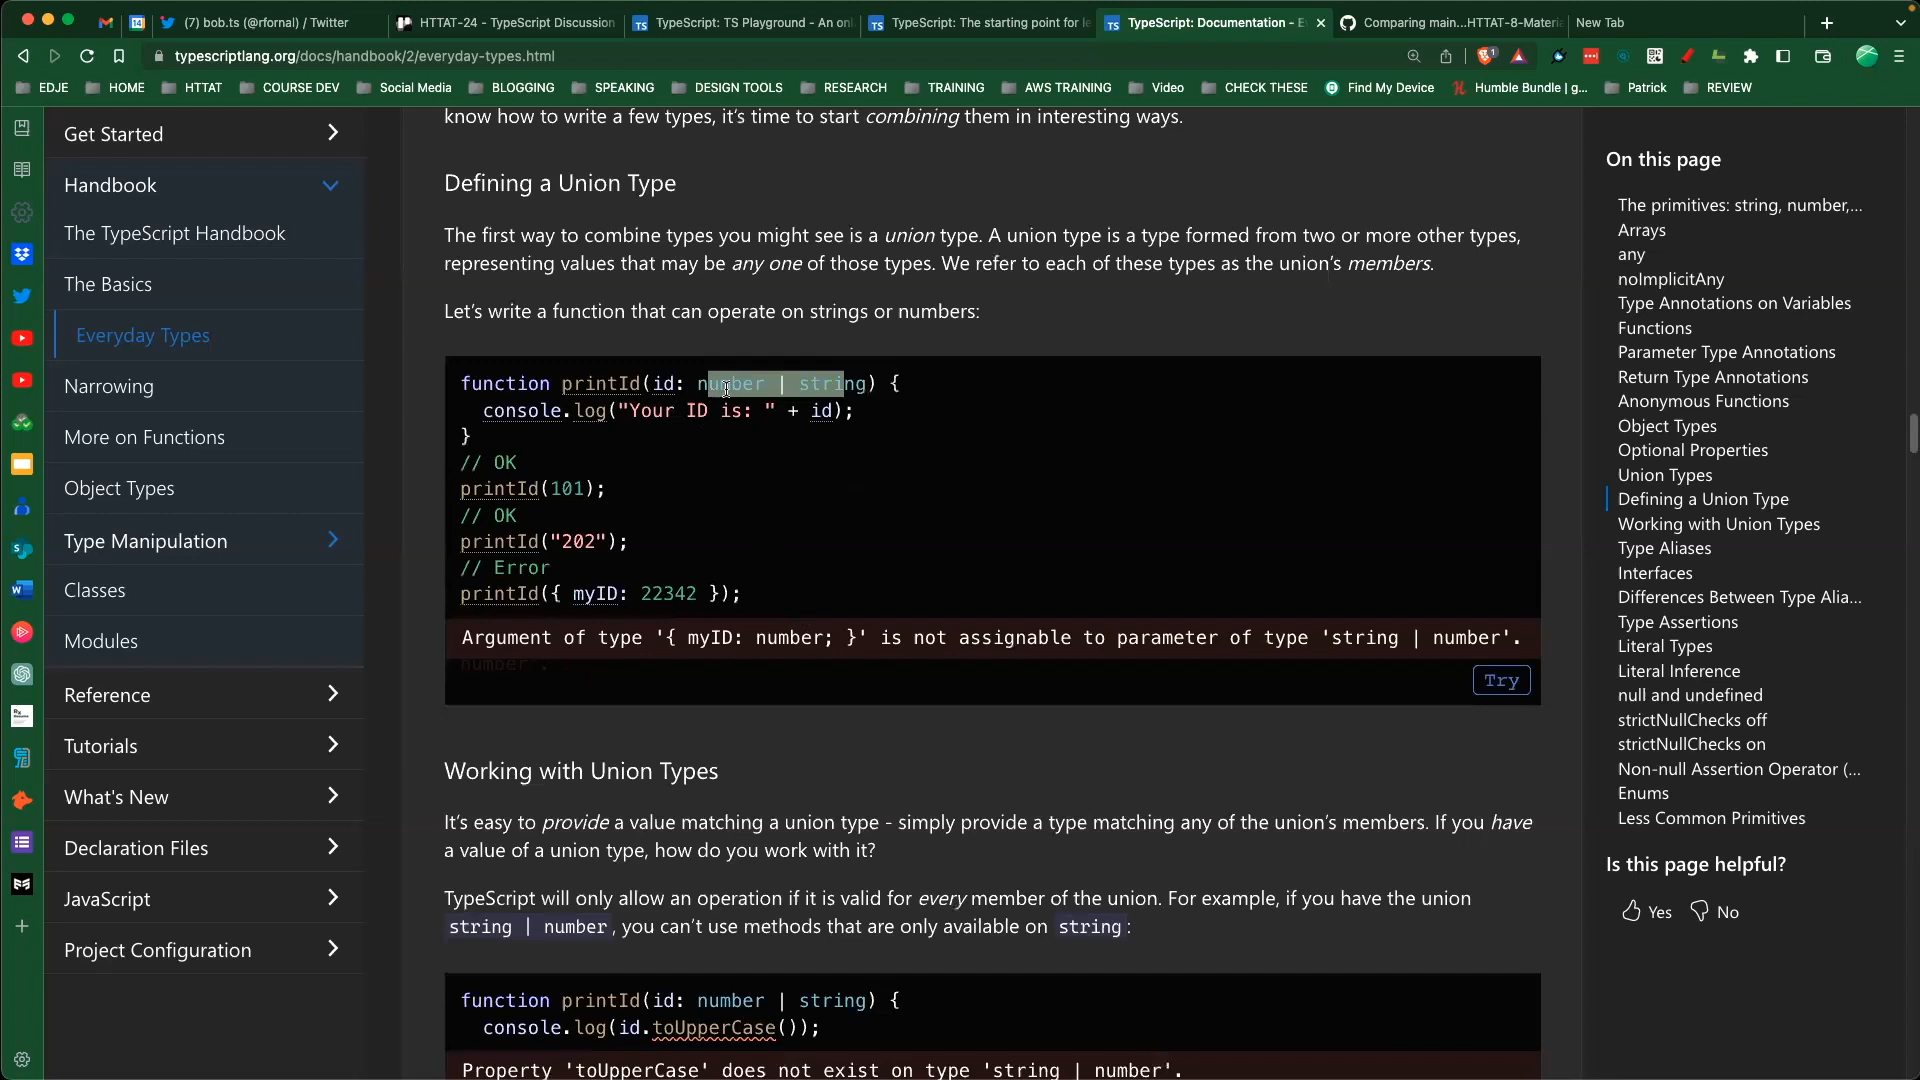 (7) bob.ts (@rfornal) / Twitter
HTTAT-24 - TypeScript Discussion
TypeScript: TS Playground - An onl
TypeScript: The starting point for le
TypeScript: Documentation - E
Comparing main...HTTAT-8-Materia
New Tab
typescriptlang.org/docs/handbook/2/everyday-types.html
EDJE HOME HTTAT COURSE DEV Social Media BLOGGING SPEAKING DESIGN TOOLS RESEARCH TRAINING AWS TRAINING Video CHECK THESE Find My Device Humble Bundle | g... Patrick REVIEW
Get Started
Handbook
The TypeScript Handbook
The Basics
Everyday Types
Narrowing
More on Functions
Object Types
Type Manipulation
Classes
Modules
Reference
Tutorials
What's New
Declaration Files
JavaScript
Project Configuration
know how to write a few types, it's time to start combining them in interesting ways.
Defining a Union Type
The first way to combine types you might see is a union type. A union type is a type formed from two or more other types,
representing values that may be any one of those types. We refer to each of these types as the union's members.
Let's write a function that can operate on strings or numbers:
function printId(id: number | string) {
console.log("Your ID is: " + id);
}
// OK
printId(101);
// OK
printId("202");
// Error
printId({ myID: 22342 });
Argument of type '{ myID: number; }' is not assignable to parameter of type 'string | number'.
number'.
Try
Working with Union Types
It's easy to provide a value matching a union type - simply provide a type matching any of the union's members. If you have
a value of a union type, how do you work with it?
TypeScript will only allow an operation if it is valid for every member of the union. For example, if you have the union
string | number, you can't use methods that are only available on string:
function printId(id: number | string) {
console.log(id.toUpperCase());
Property 'toUpperCase' does not exist on type 'string | number'.
On this page
The primitives: string, number,...
Arrays
any
noImplicitAny
Type Annotations on Variables
Functions
Parameter Type Annotations
Return Type Annotations
Anonymous Functions
Object Types
Optional Properties
Union Types
Defining a Union Type
Working with Union Types
Type Aliases
Interfaces
Differences Between Type Alia...
Type Assertions
Literal Types
Literal Inference
null and undefined
strictNullChecks off
strictNullChecks on
Non-null Assertion Operator (...
Enums
Less Common Primitives
Is this page helpful?
Yes No